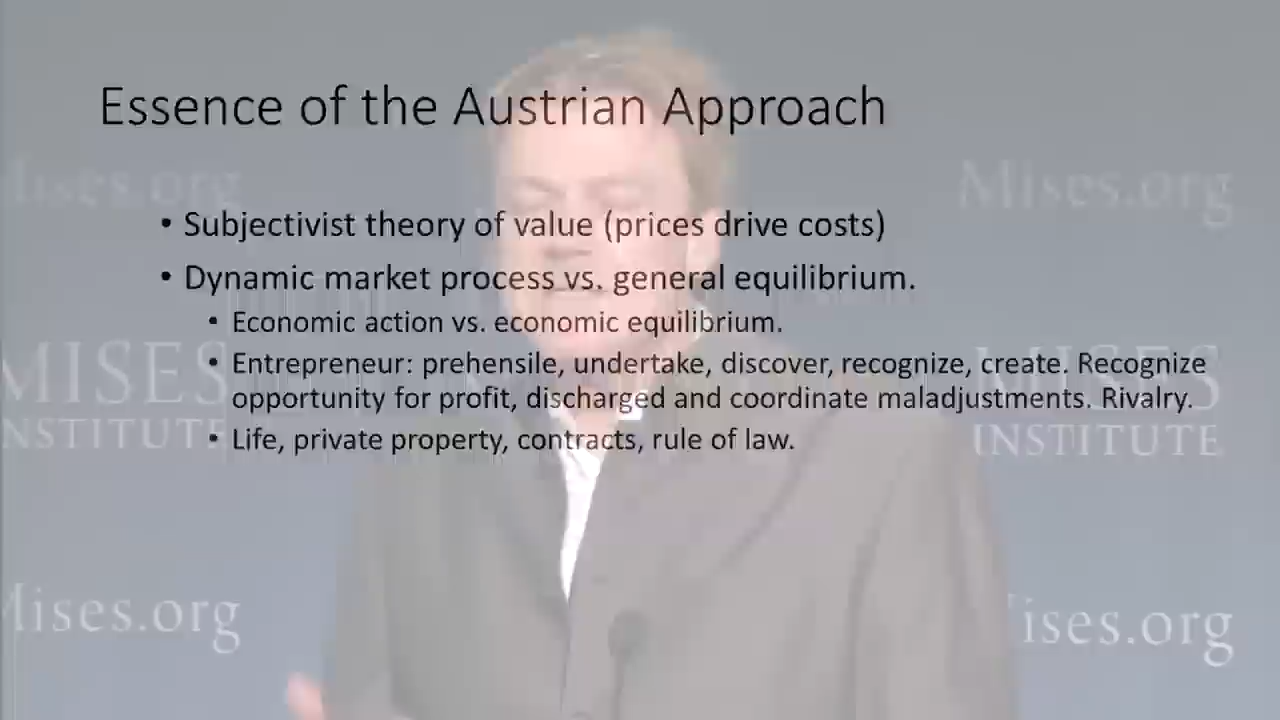 Essence of the Austrian Approach
Mises.org
Mises.org
• Subjectivist theory of value (prices drive costs)
• Dynamic market process vs. general equilibrium.
• Economic action vs. economic equilibrium.
• Entrepreneur: prehensile, undertake, discover, recognize, create. Recognize
opportunity for profit, discharged and coordinate maladjustments. Rivalry.
• Life, private property, contracts, rule of law.
MISES
INSTITUTE
MISES
INSTITUTE
Mises.org
ises.org